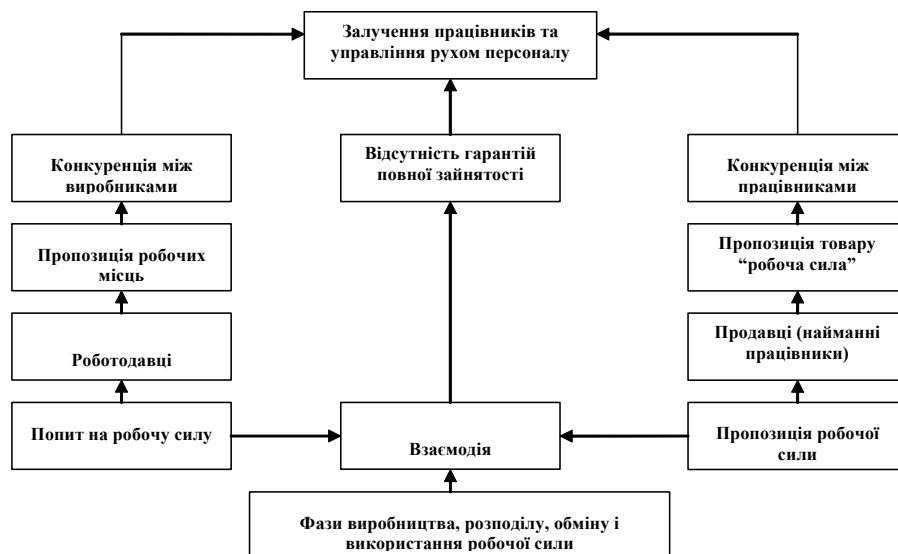 Залучення працівників та
управління рухом персоналу
Конкуренція між
виробниками
Відсутність гарантій
повної зайнятості
Конкуренція між
працівниками
Пропозиція робочих
місць
Пропозиція товару
“робоча сила”
Роботодавці
Продавці (найманні
працівники)
Попит на робочу силу
Взаємодія
Пропозиція робочої
сили
Фази виробництва, розподілу, обміну і
використання робочої сили